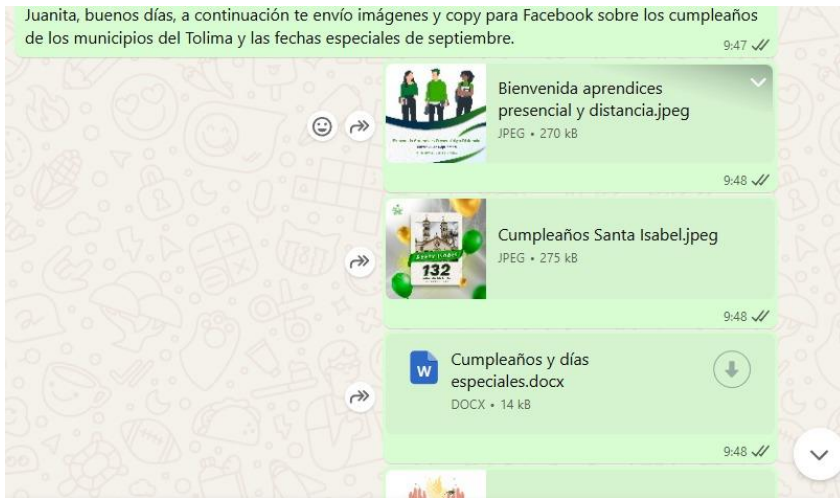 Juanita, buenos días, a continuación te envío imágenes y copy para Facebook sobre los cumpleaños
de los municipios del Tolima y las fechas especiales de septiembre.
9:47
Bienvenida aprendices
presencial y distancia.jpeg
JPEG • 270 kB
9:48
Cumpleaños Santa Isabel.jpeg
JPEG • 275 kB
132
9:48
W
Cumpleaños y días
especiales.docx
DOCX • 14 kB
9:48